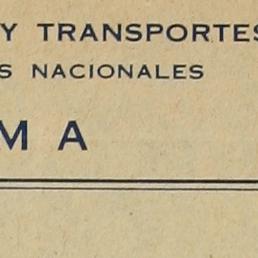 Y TRANSPORTES
S NACIONALES
M A